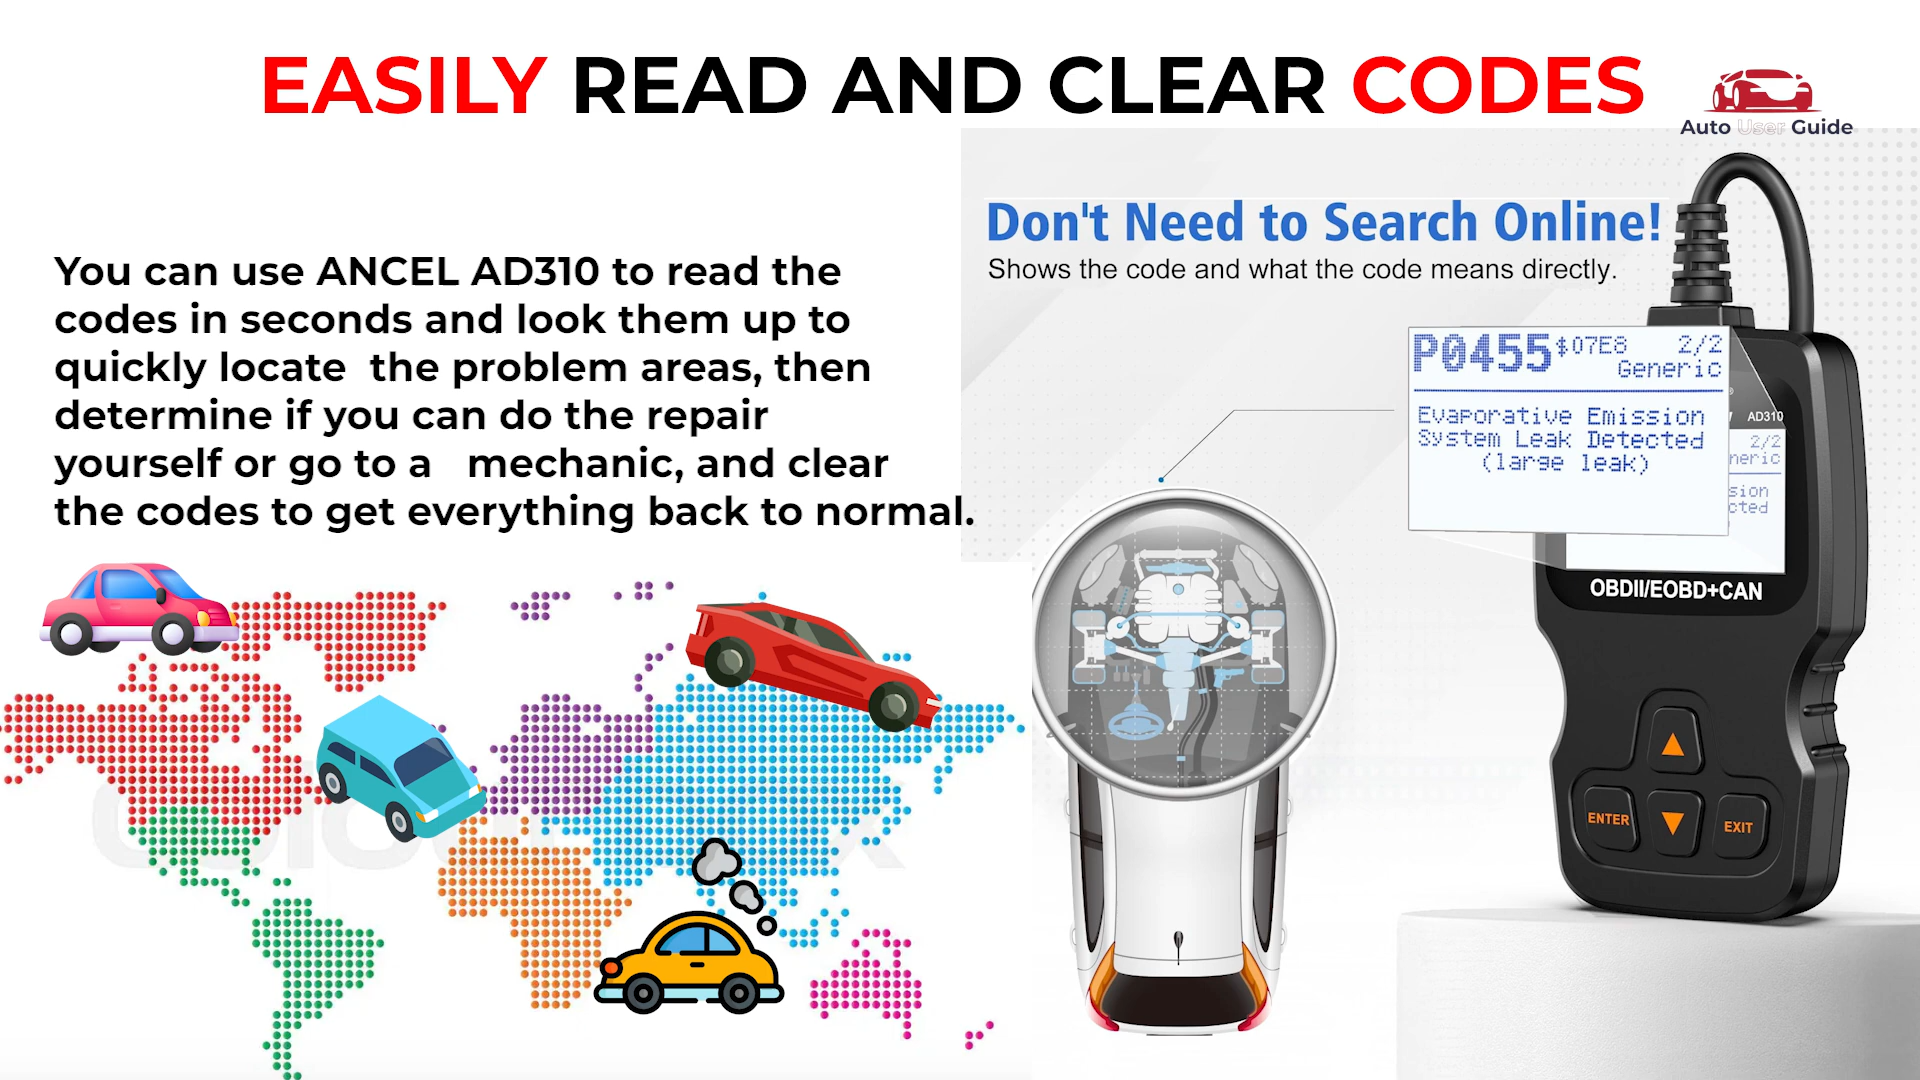 EASILY READ AND CLEAR CODES
Auto User Guide
Don't Need to Search Online!
Shows the code and what the code means directly.
You can use ANCEL AD310 to read the
codes in seconds and look them up to
quickly locate the problem areas, then
determine if you can do the repair
yourself or go to a mechanic, and clear
the codes to get everything back to normal.
P0455 $07E8 2/2
Generic
Evaporative Emission
System Leak Detected
(large leak)
AD310
2/2
neric
sion
cted
OBDII/EOBD+CAN
ENTER
EXIT